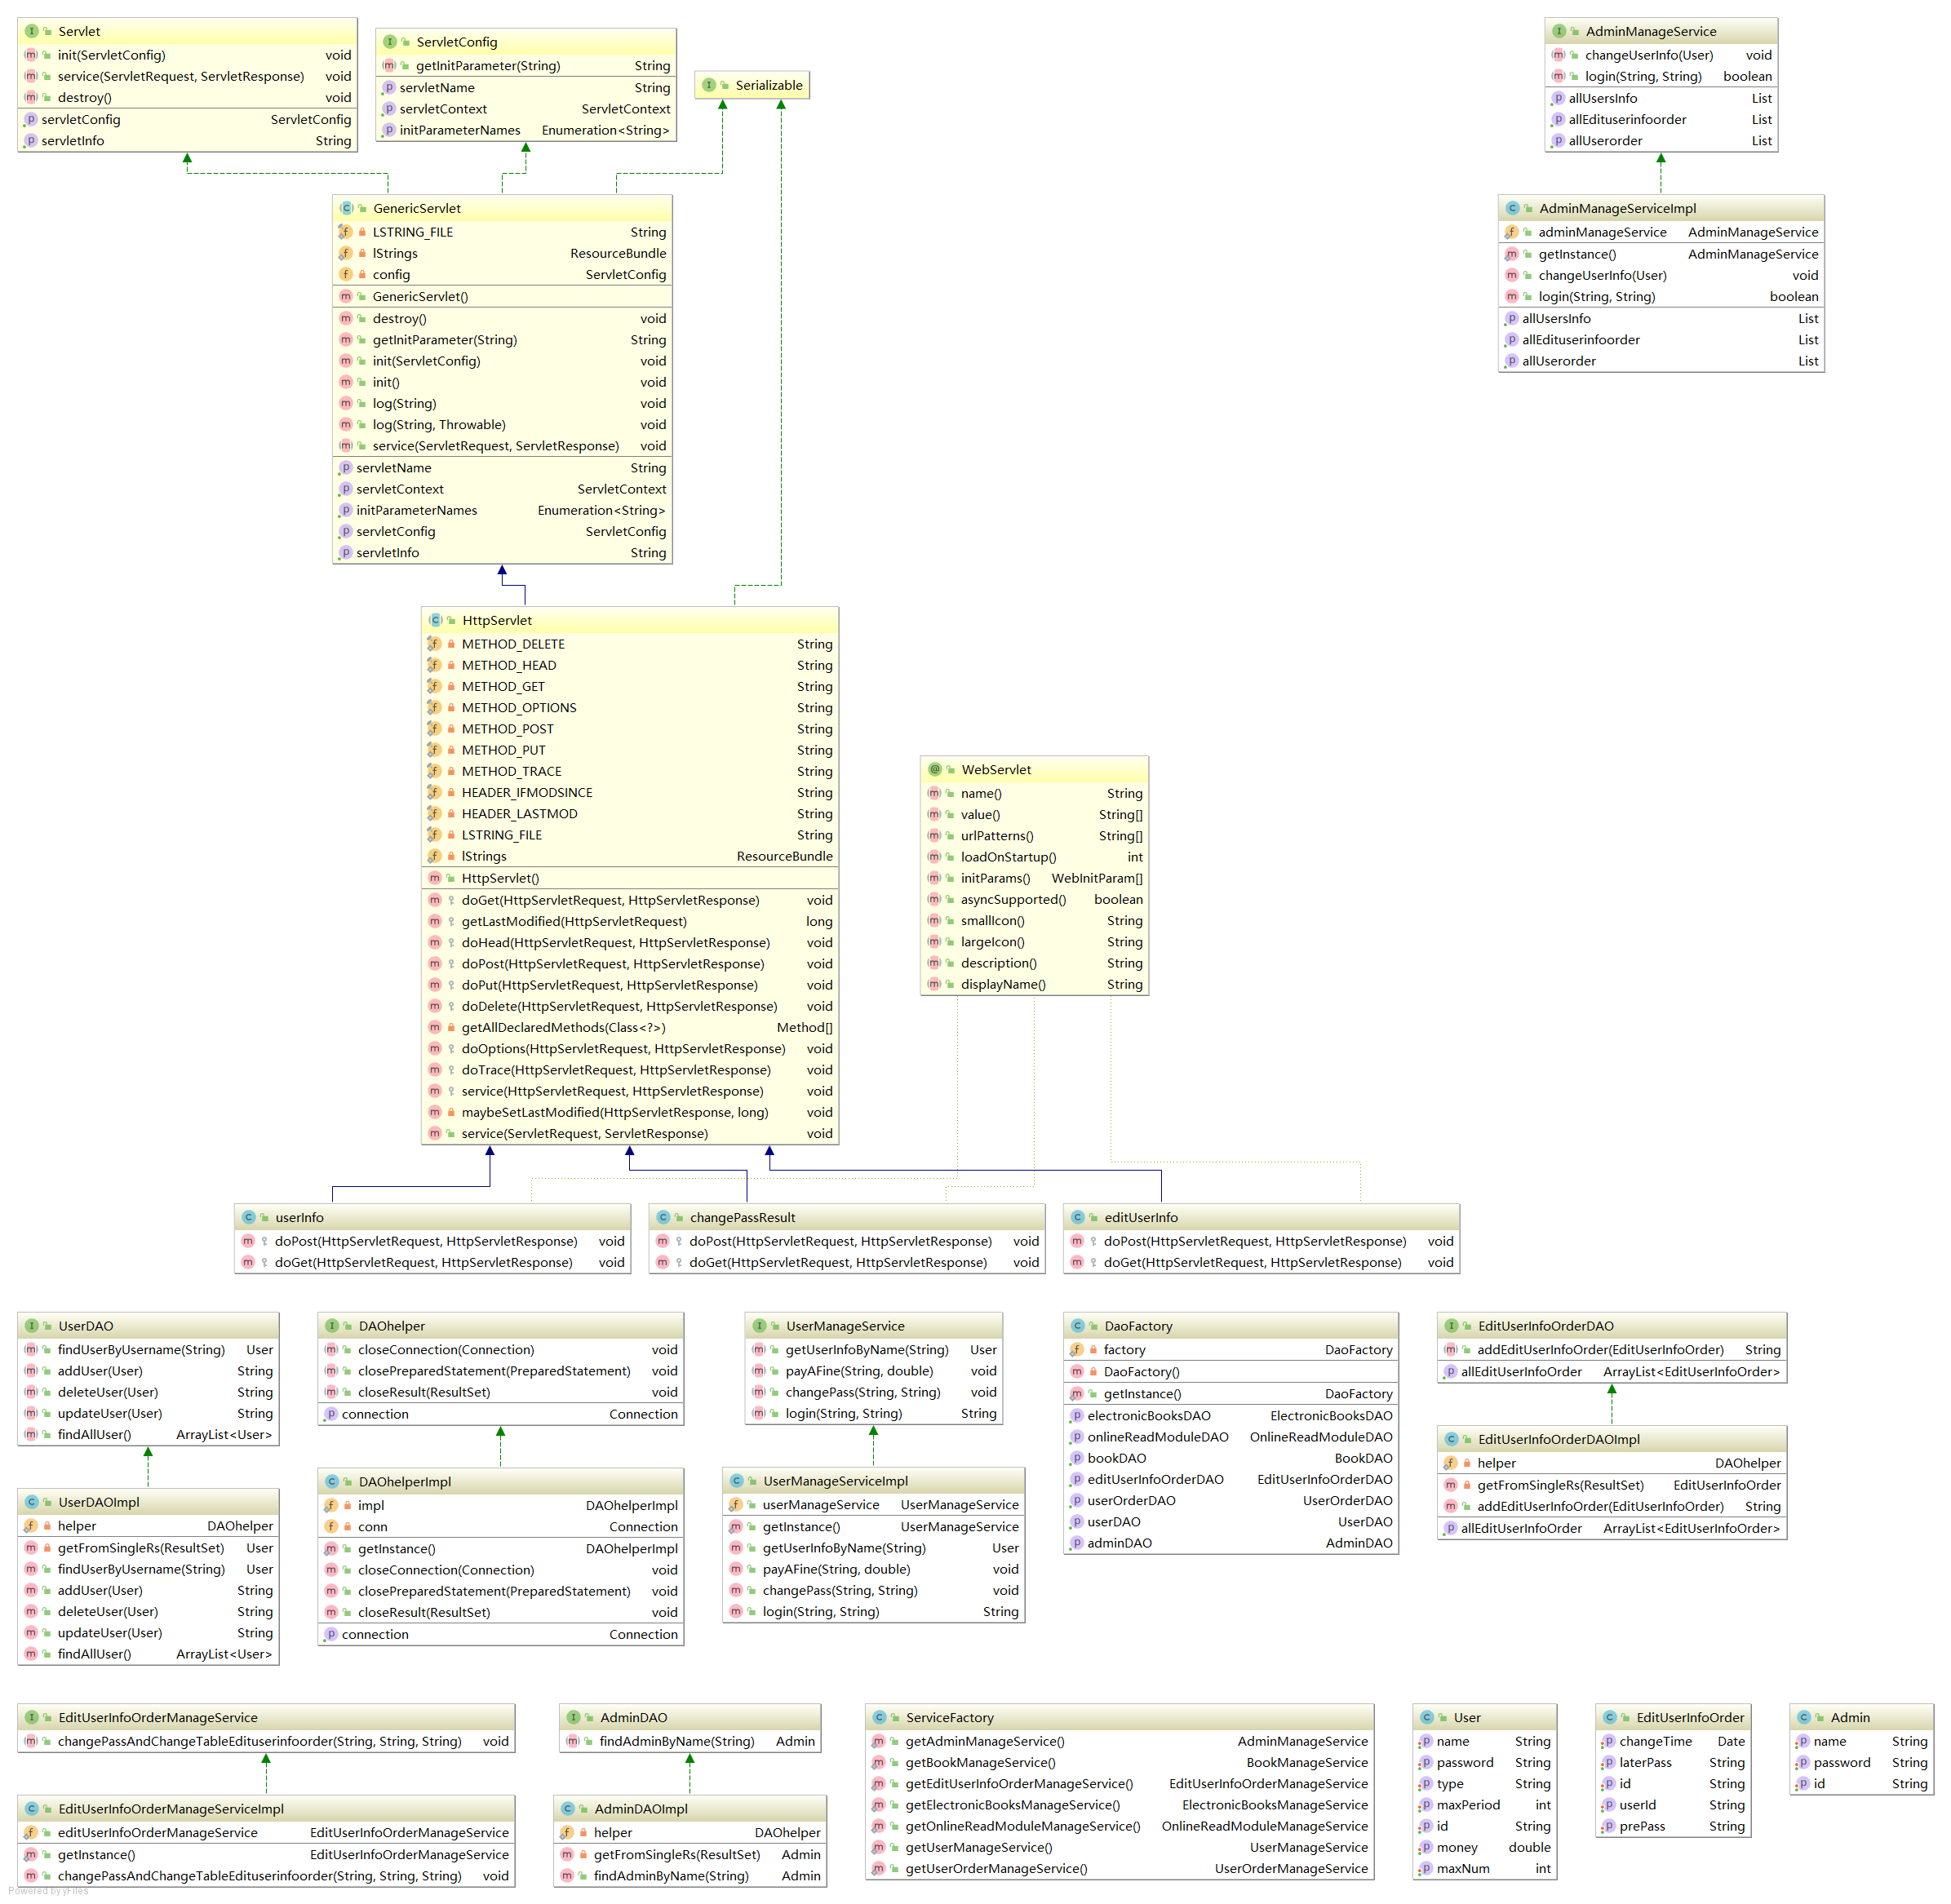 Servlet
init(ServletConfig) void
service(ServletRequest, ServletResponse) void
destroy() void
servletConfig ServletConfig
servletInfo String
ServletConfig
getInitParameter(String) String
servletName String
servletContext ServletContext
initParameterNames Enumeration<String>
Serializable
AdminManageService
changeUserInfo(User) void
login(String, String) boolean
allUsersInfo List
allEdituserinfoorder List
allUserorder List
GenericServlet
LSTRING_FILE String
lStrings ResourceBundle
config ServletConfig
GenericServlet()
destroy() void
getInitParameter(String) String
init(ServletConfig) void
init() void
log(String) void
log(String, Throwable) void
service(ServletRequest, ServletResponse) void
servletName String
servletContext ServletContext
initParameterNames Enumeration<String>
servletConfig ServletConfig
servletInfo String
AdminManageServiceImpl
adminManageService AdminManageService
getInstance() AdminManageService
changeUserInfo(User) void
login(String, String) boolean
allUsersInfo List
allEdituserinfoorder List
allUserorder List
HttpServlet
METHOD_DELETE String
METHOD_HEAD String
METHOD_GET String
METHOD_OPTIONS String
METHOD_POST String
METHOD_PUT String
METHOD_TRACE String
HEADER_IFMODSINCE String
HEADER_LASTMOD String
LSTRING_FILE String
lStrings ResourceBundle
HttpServlet()
doGet(HttpServletRequest, HttpServletResponse) void
getLastModified(HttpServletRequest) long
doHead(HttpServletRequest, HttpServletResponse) void
doPost(HttpServletRequest, HttpServletResponse) void
doPut(HttpServletRequest, HttpServletResponse) void
doDelete(HttpServletRequest, HttpServletResponse) void
getAllDeclaredMethods(Class<?>) Method[]
doOptions(HttpServletRequest, HttpServletResponse) void
doTrace(HttpServletRequest, HttpServletResponse) void
service(HttpServletRequest, HttpServletResponse) void
maybeSetLastModified(HttpServletResponse, long) void
service(ServletRequest, ServletResponse) void
WebServlet
name() String
value() String[]
urlPatterns() String[]
loadOnStartup() int
initParams() WebInitParam[]
asyncSupported() boolean
smallIcon() String
largeIcon() String
description() String
displayName() String
userInfo
doPost(HttpServletRequest, HttpServletResponse) void
doGet(HttpServletRequest, HttpServletResponse) void
changePassResult
doPost(HttpServletRequest, HttpServletResponse) void
doGet(HttpServletRequest, HttpServletResponse) void
editUserInfo
doPost(HttpServletRequest, HttpServletResponse) void
doGet(HttpServletRequest, HttpServletResponse) void
UserDAO
findUserByUsername(String) User
addUser(User) String
deleteUser(User) String
updateUser(User) String
findAllUser() ArrayList<User>
DAOhelper
closeConnection(Connection) void
closePreparedStatement(PreparedStatement) void
closeResult(ResultSet) void
connection Connection
UserManageService
getUserInfoByName(String) User
payAFine(String, double) void
changePass(String, String) void
login(String, String) String
DaoFactory
factory DaoFactory
DaoFactory()
getInstance() DaoFactory
electronicBooksDAO ElectronicBooksDAO
onlineReadModuleDAO OnlineReadModuleDAO
bookDAO BookDAO
editUserInfoOrderDAO EditUserInfoOrderDAO
userOrderDAO UserOrderDAO
userDAO UserDAO
adminDAO AdminDAO
EditUserInfoOrderDAO
addEditUserInfoOrder(EditUserInfoOrder) String
allEditUserInfoOrder ArrayList<EditUserInfoOrder>
UserDAOImpl
helper DAOhelper
getFromSingleRs(ResultSet) User
findUserByUsername(String) User
addUser(User) String
deleteUser(User) String
updateUser(User) String
findAllUser() ArrayList<User>
DAOhelperImpl
impl DAOhelperImpl
conn Connection
getInstance() DAOhelperImpl
closeConnection(Connection) void
closePreparedStatement(PreparedStatement) void
closeResult(ResultSet) void
connection Connection
UserManageServiceImpl
userManageService UserManageService
getInstance() UserManageService
getUserInfoByName(String) User
payAFine(String, double) void
changePass(String, String) void
login(String, String) String
EditUserInfoOrderDAOImpl
helper DAOhelper
getFromSingleRs(ResultSet) EditUserInfoOrder
addEditUserInfoOrder(EditUserInfoOrder) String
allEditUserInfoOrder ArrayList<EditUserInfoOrder>
EditUserInfoOrderManageService
changePassAndChangeTableEdituserinfoorder(String, String, String) void
AdminDAO
findAdminByName(String) Admin
ServiceFactory
getAdminManageService() AdminManageService
getBookManageService() BookManageService
getEditUserInfoOrderManageService() EditUserInfoOrderManageService
getElectronicBooksManageService() ElectronicBooksManageService
getOnlineReadModuleManageService() OnlineReadModuleManageService
getUserManageService() UserManageService
getUserOrderManageService() UserOrderManageService
User
name String
password String
type String
maxPeriod int
id String
money double
maxNum int
EditUserInfoOrder
changeTime Date
laterPass String
id String
userId String
prePass String
Admin
name String
password String
id String
EditUserInfoOrderManageServiceImpl
editUserInfoOrderManageService EditUserInfoOrderManageService
getInstance() EditUserInfoOrderManageService
changePassAndChangeTableEdituserinfoorder(String, String, String) void
AdminDAOImpl
helper DAOhelper
getFromSingleRs(ResultSet) Admin
findAdminByName(String) Admin
Powered by yFiles